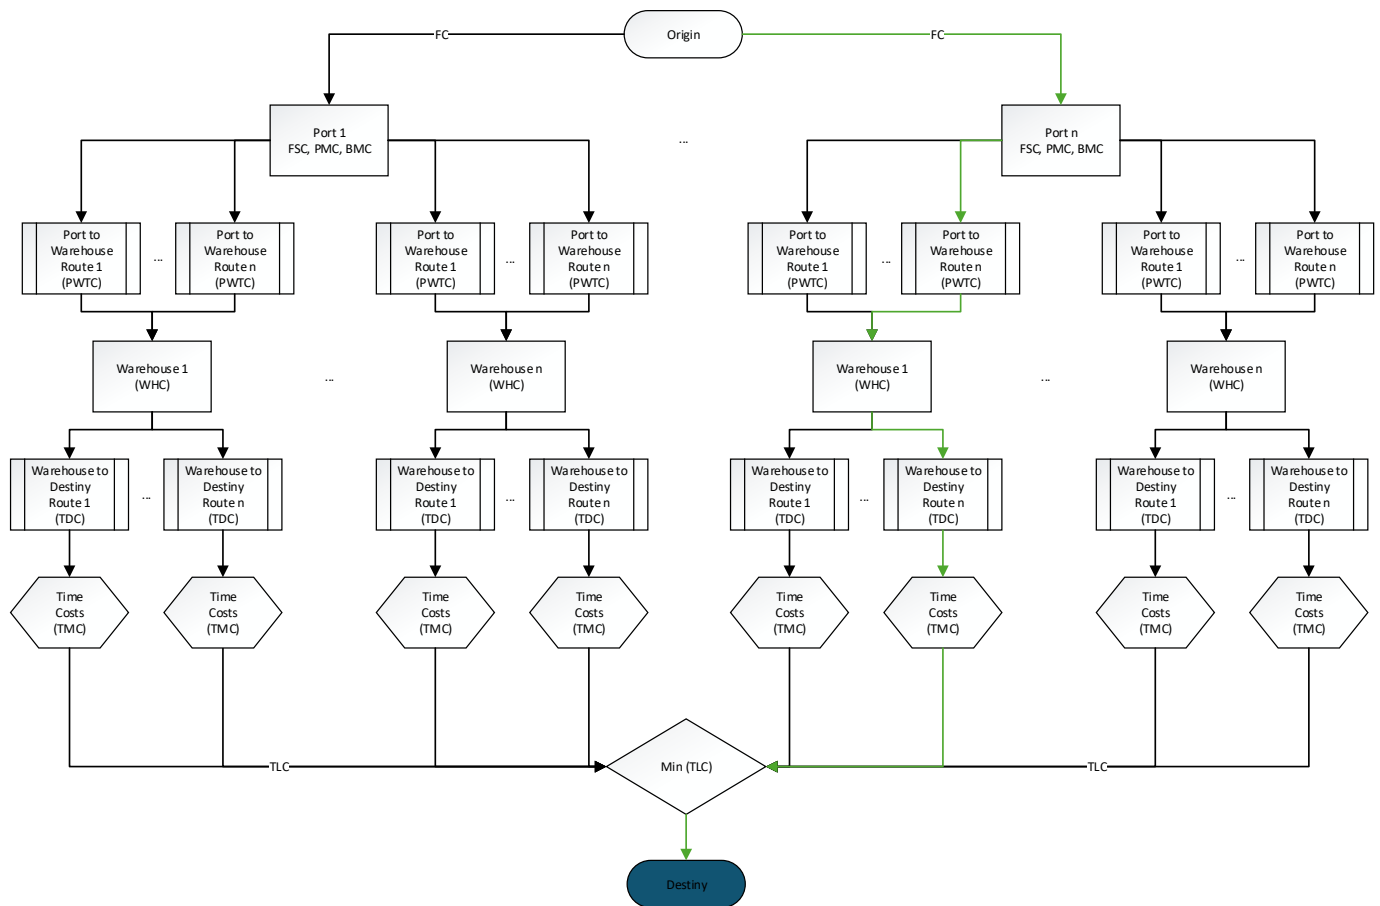 Origin
FC
FC
Port 1
FSC, PMC, BMC
...
Port n
FSC, PMC, BMC
Port to
Warehouse
Route 1
(PWTC)
...
Port to
Warehouse
Route n
(PWTC)
Port to
Warehouse
Route 1
(PWTC)
...
Port to
Warehouse
Route n
(PWTC)
Port to
Warehouse
Route 1
(PWTC)
...
Port to
Warehouse
Route n
(PWTC)
Port to
Warehouse
Route 1
(PWTC)
...
Port to
Warehouse
Route n
(PWTC)
Warehouse 1
(WHC)
...
Warehouse n
(WHC)
Warehouse 1
(WHC)
...
Warehouse n
(WHC)
Warehouse to
Destiny
Route 1
(TDC)
...
Warehouse to
Destiny
Route n
(TDC)
Warehouse to
Destiny
Route 1
(TDC)
...
Warehouse to
Destiny
Route n
(TDC)
Warehouse to
Destiny
Route 1
(TDC)
...
Warehouse to
Destiny
Route n
(TDC)
Warehouse to
Destiny
Route 1
(TDC)
...
Warehouse to
Destiny
Route n
(TDC)
Time
Costs
(TMC)
Time
Costs
(TMC)
Time
Costs
(TMC)
Time
Costs
(TMC)
Time
Costs
(TMC)
Time
Costs
(TMC)
Time
Costs
(TMC)
Time
Costs
(TMC)
TLC
Min (TLC)
TLC
Destiny